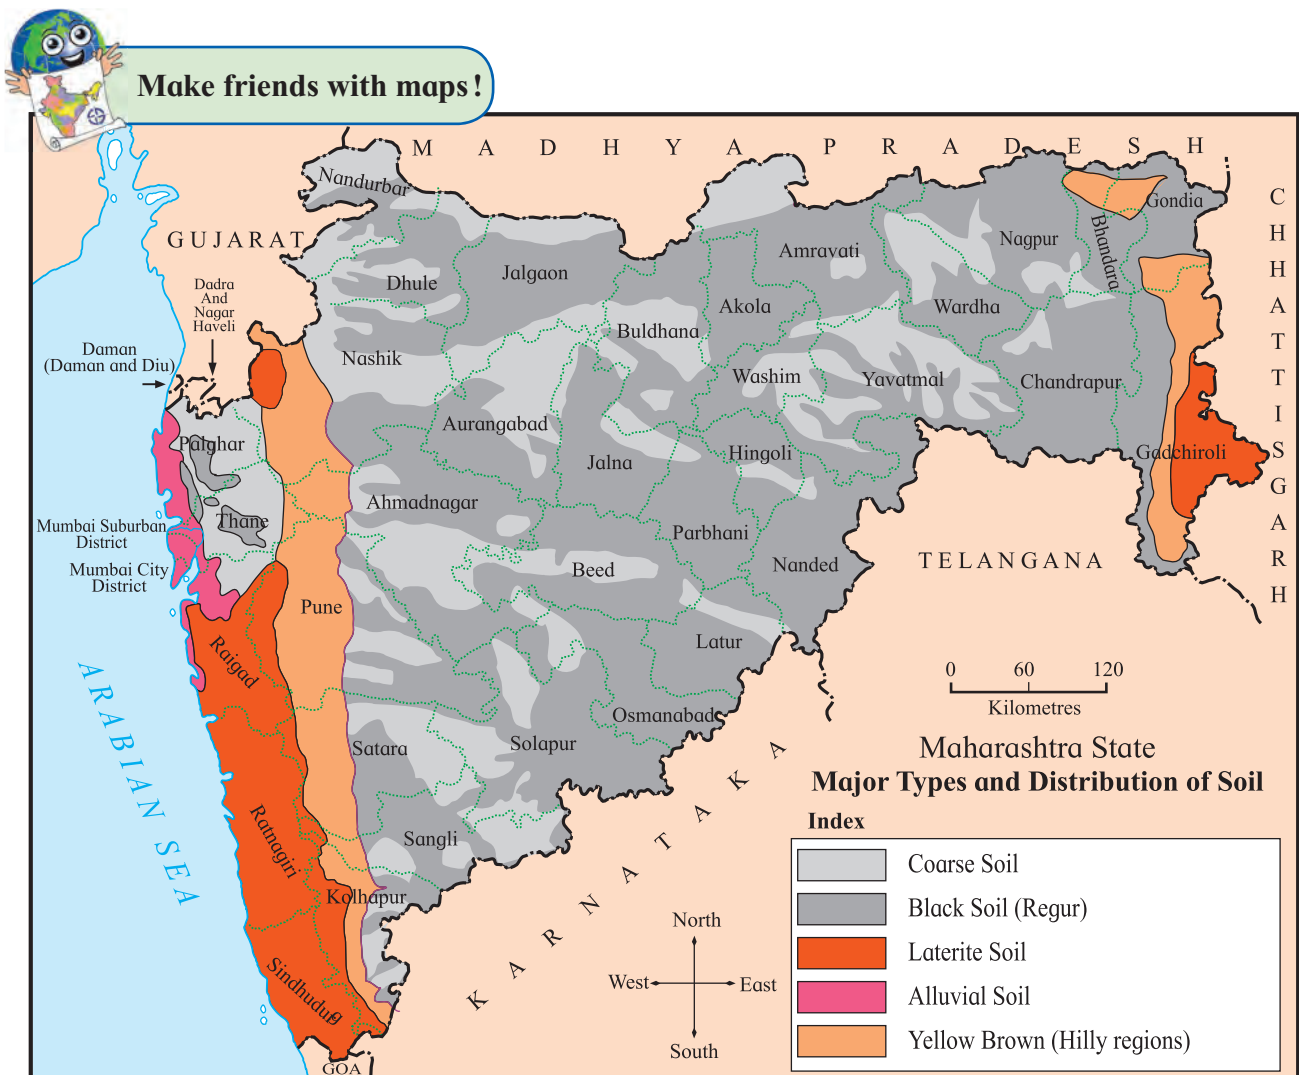 Make friends with maps!
MADHYA PRADESH
CHHATTISGARH
GUJARAT
Nandurbar
Gondia
Bhandara
Nagpur
Amravati
Dhule
Jalgaon
Dadra
And
Nagar
Haveli
Akola
Wardha
Buldhana
Daman
(Daman and Diu)
Nashik
Washim
Yavatmal
Chandrapur
Aurangabad
Palghar
Jalna
Hingoli
Gadchiroli
Ahmadnagar
Thane
Mumbai Suburban
District
Parbhani
TELANGANA
Mumbai City
District
Beed
Nanded
Pune
Latur
Raigad
ARABIAN SEA
0 60 120
Kilometres
Osmanabad
Satara
Solapur
Maharashtra State
Major Types and Distribution of Soil
Index
Ratnagiri
Sangli
KARNATAKA
Coarse Soil
Kolhapur
Black Soil (Regur)
North
Laterite Soil
West
East
Sindhudurg
Alluvial Soil
South
Yellow Brown (Hilly regions)
GOA